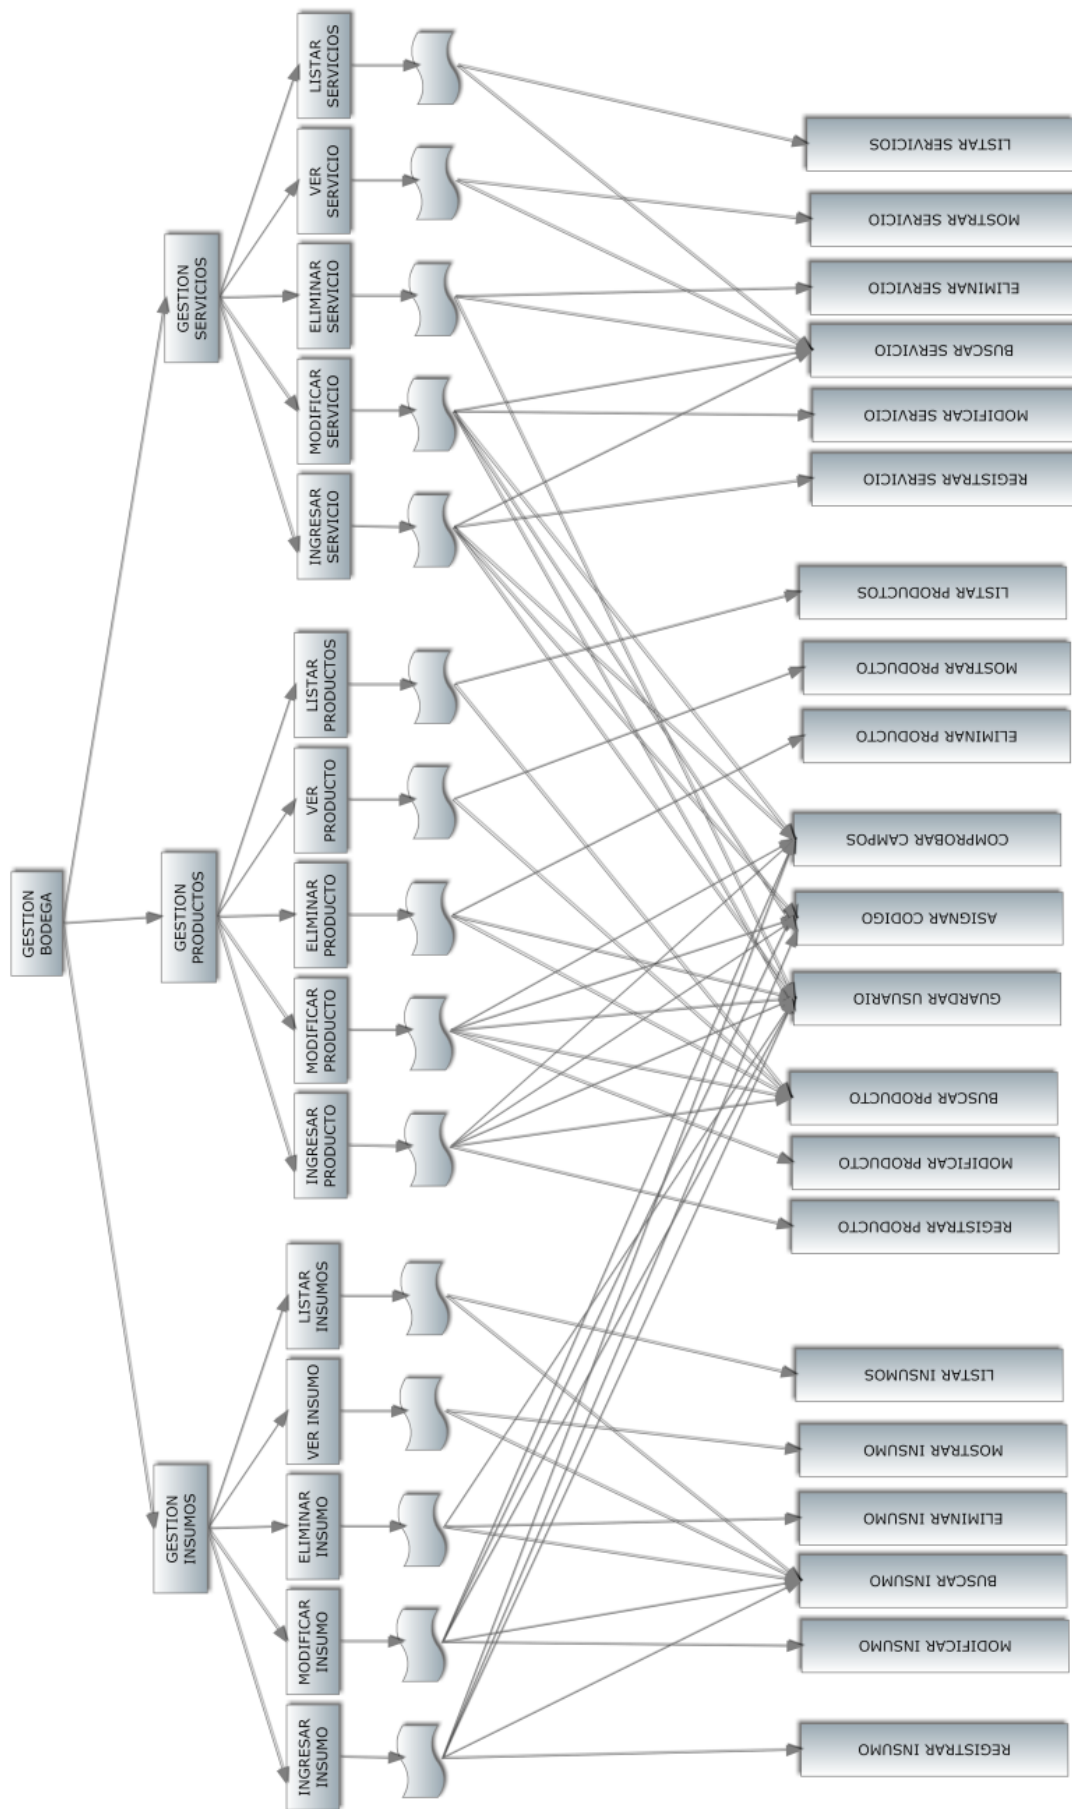 GESTION
BODEGA
GESTION
INSUMOS
GESTION
PRODUCTOS
GESTION
SERVICIOS
INGRESAR
INSUMO
MODIFICAR
INSUMO
ELIMINAR
INSUMO
VER INSUMO
LISTAR
INSUMOS
INGRESAR
PRODUCTO
MODIFICAR
PRODUCTO
ELIMINAR
PRODUCTO
VER
PRODUCTO
LISTAR
PRODUCTOS
INGRESAR
SERVICIO
MODIFICAR
SERVICIO
ELIMINAR
SERVICIO
VER
SERVICIO
LISTAR
SERVICIOS
REGISTRAR INSUMO
MODIFICAR INSUMO
BUSCAR INSUMO
ELIMINAR INSUMO
MOSTRAR INSUMO
LISTAR INSUMOS
REGISTRAR PRODUCTO
MODIFICAR PRODUCTO
BUSCAR PRODUCTO
GUARDAR USUARIO
ASIGNAR CODIGO
COMPROBAR CAMPOS
ELIMINAR PRODUCTO
MOSTRAR PRODUCTO
LISTAR PRODUCTOS
REGISTRAR SERVICIO
MODIFICAR SERVICIO
BUSCAR SERVICIO
ELIMINAR SERVICIO
MOSTRAR SERVICIO
LISTAR SERVICIOS